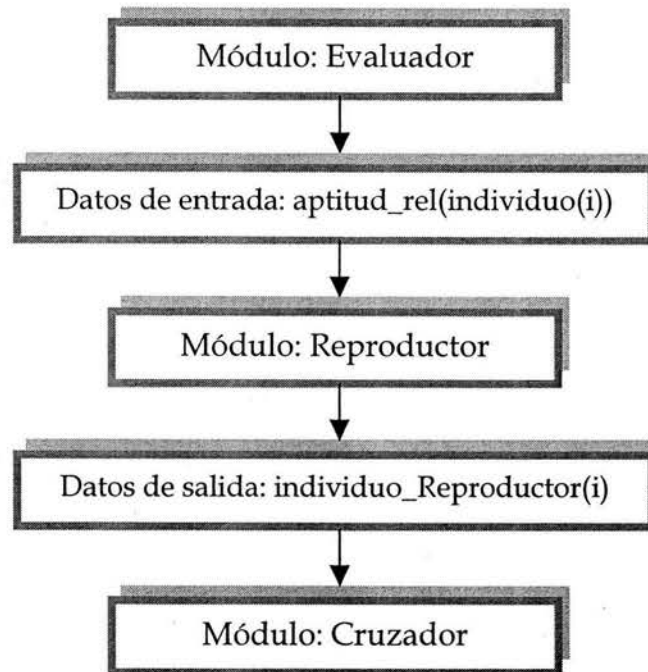 Módulo: Evaluador
Datos de entrada: aptitud_rel(individuo(i))
Módulo: Reproductor
Datos de salida: individuo_Reproductor(i)
Módulo: Cruzador